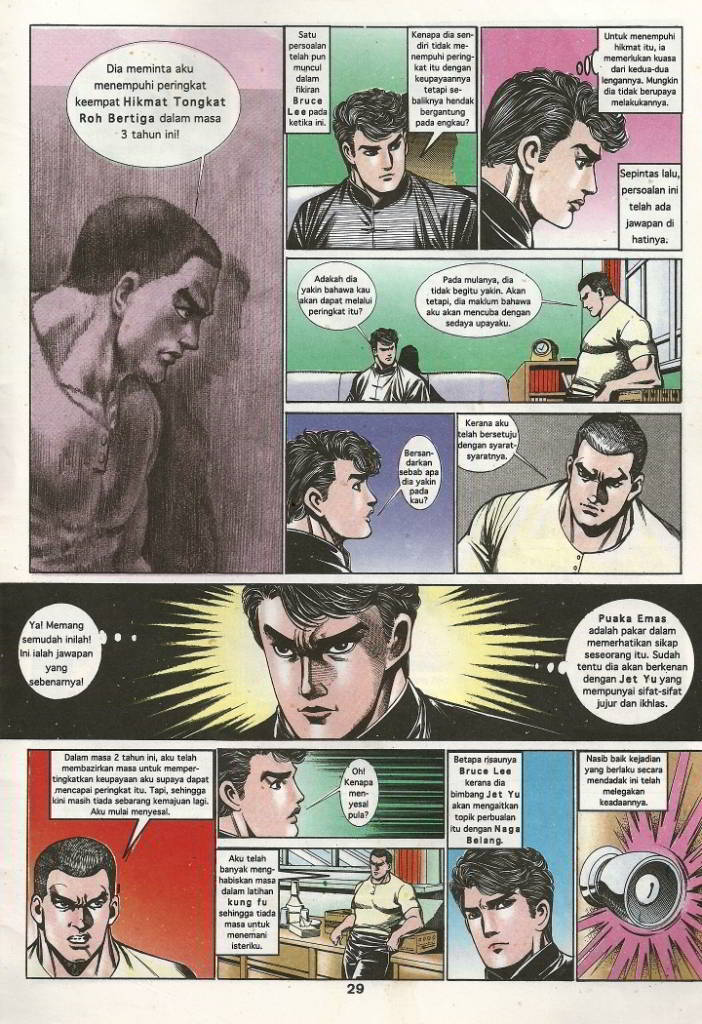 Dia meminta aku
menempuhi peringkat
keempat Hikmat Tongkat
Roh Bertiga dalam masa
3 tahun ini!
Satu
persoalan
telah pun
muncul
dalam
fikiran
Bruce
Lee pada
ketika ini.
Kenapa dia sen-
diri tidak me-
nempuhi pering-
kat itu dengan
keupayaannya
tetapi se-
baliknya hendak
bergantung
pada engkau?
Untuk menempuhi
hikmat itu, ia
memerlukan kuasa
dari kedua-dua
lengannya. Mungkin
dia tidak berupaya
melakukannya.
Sepintas lalu,
persoalan ini
telah ada
jawapan di
hatinya.
Adakah dia
yakin bahawa kau
akan dapat melalui
peringkat itu?
Pada mulanya, dia
tidak begitu yakin. Akan
tetapi, dia maklum bahawa
aku akan mencuba dengan
sedaya upayaku.
Bersan-
darkan
sebab apa
dia yakin
pada
kau?
Kerana aku
telah bersetuju
dengan syarat-
syaratnya.
Ya! Memang
semudah inilah!
Ini ialah jawapan
yang
sebenarnya!
Puaka Emas
adalah pakar dalam
memerhatikan sikap
seseorang itu. Sudah
tentu dia akan berkenan
dengan Jet Yu yang
mempunyai sifat-sifat
jujur dan ikhlas.
Dalam masa 2 tahun ini, aku telah
membazirkan masa untuk memper-
tingkatkan keupayaan aku supaya dapat
mencapai peringkat itu. Tapi, sehingga
kini masih tiada sebarang kemajuan lagi.
Aku mulai menyesal.
Oh!
Kenapa
men-
yesal
pula?
Aku telah
banyak meng-
habiskan masa
dalam latihan
kung fu
sehingga tiada
masa untuk
menemani
isteriku.
Betapa risaunya
Bruce Lee
kerana dia
bimbang Jet Yu
akan mengaitkan
topik perbualan
itu dengan Naga
Belang.
Nasib baik kejadian
yang berlaku secara
mendadak ini telah
melegakan
keadaannya.
29